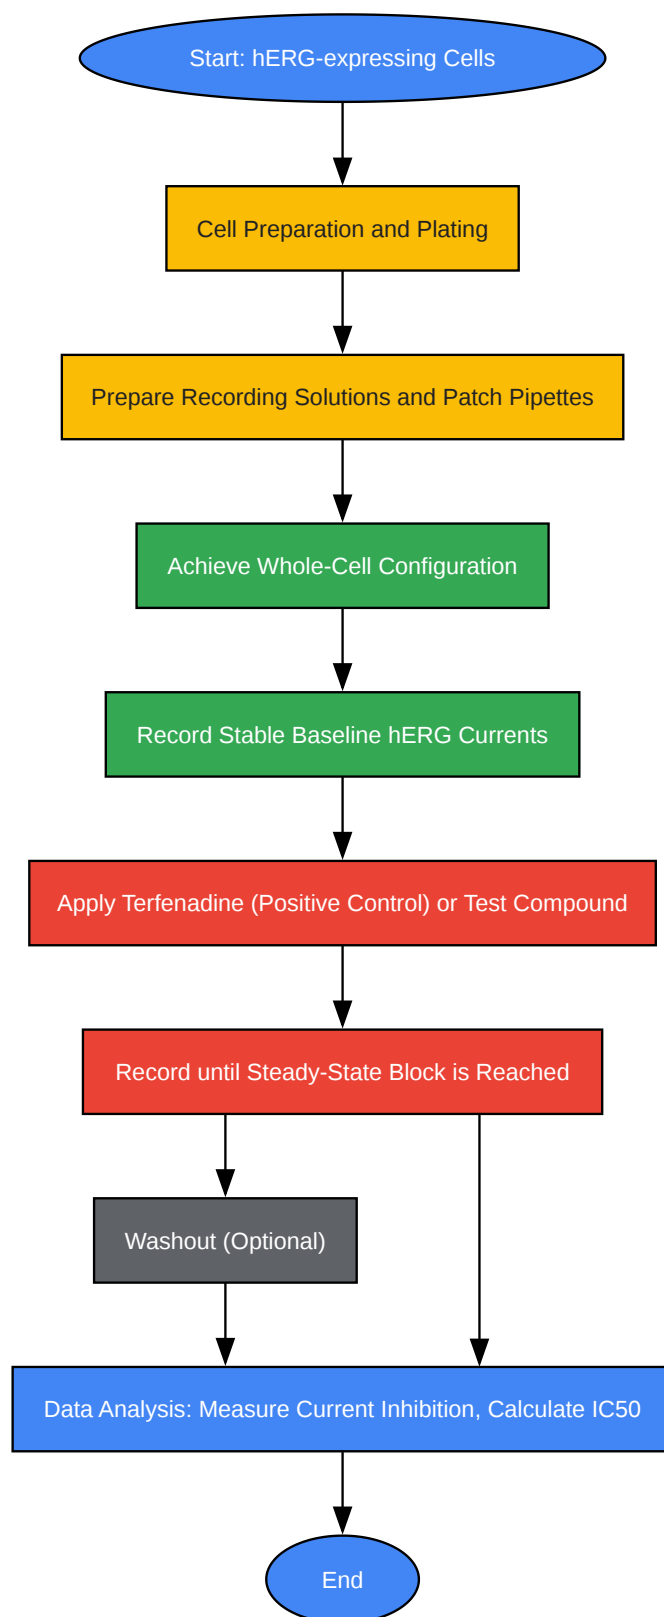 Start: hERG-expressing Cells
Cell Preparation and Plating
Prepare Recording Solutions and Patch Pipettes
Achieve Whole-Cell Configuration
Record Stable Baseline hERG Currents
Apply Terfenadine (Positive Control) or Test Compound
Record until Steady-State Block is Reached
Washout (Optional)
Data Analysis: Measure Current Inhibition, Calculate IC50
End